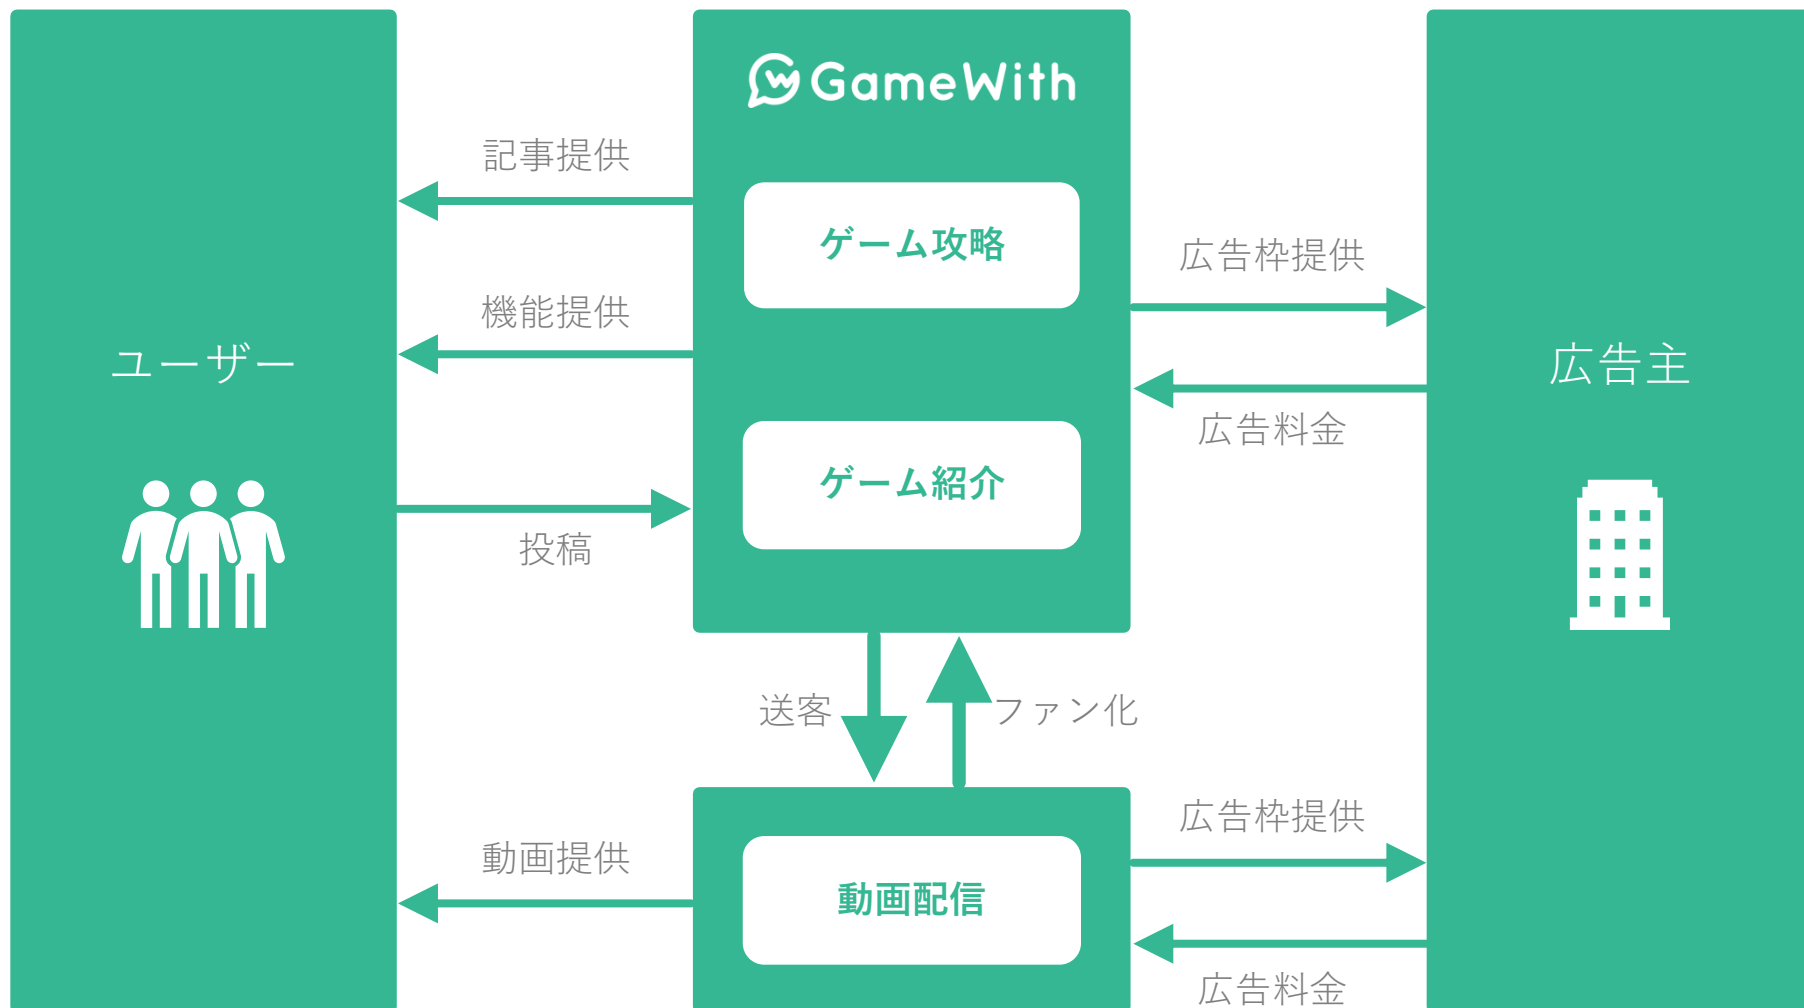 GameWith
記事提供
ゲーム攻略
広告枠提供
機能提供
ユーザー
広告主
広告料金
ゲーム紹介
投稿
送客
ファン化
広告枠提供
動画提供
動画配信
広告料金